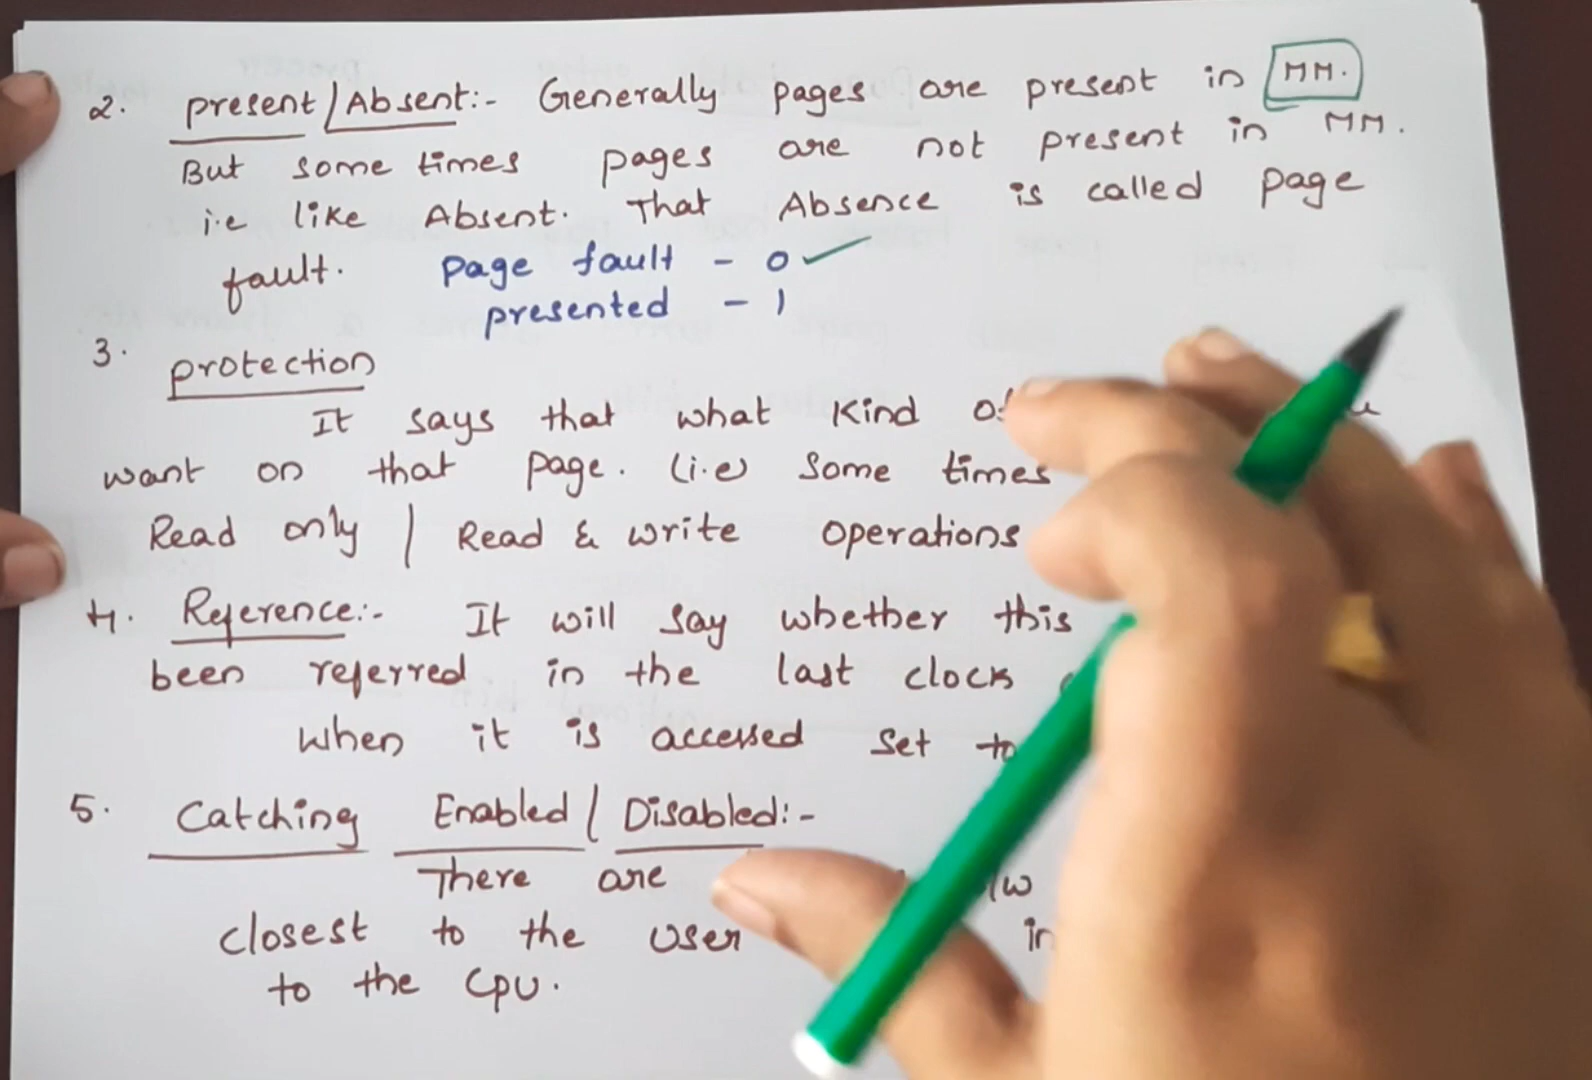 2. present/Absent:- Generally pages are present in MM.
But some times pages are not present in MM.
i.e like Absent. That Absence is called page
fault. page fault - 0 ✓
presented - 1
3. protection
It says that what kind
want on that page. (i.e) some times
Read only / Read & write operations
4. Reference:- It will say whether this
been referred in the last clock
when it is accessed set to
5. Catching Enabled/Disabled:-
There are
closest to the user in
to the CPU.